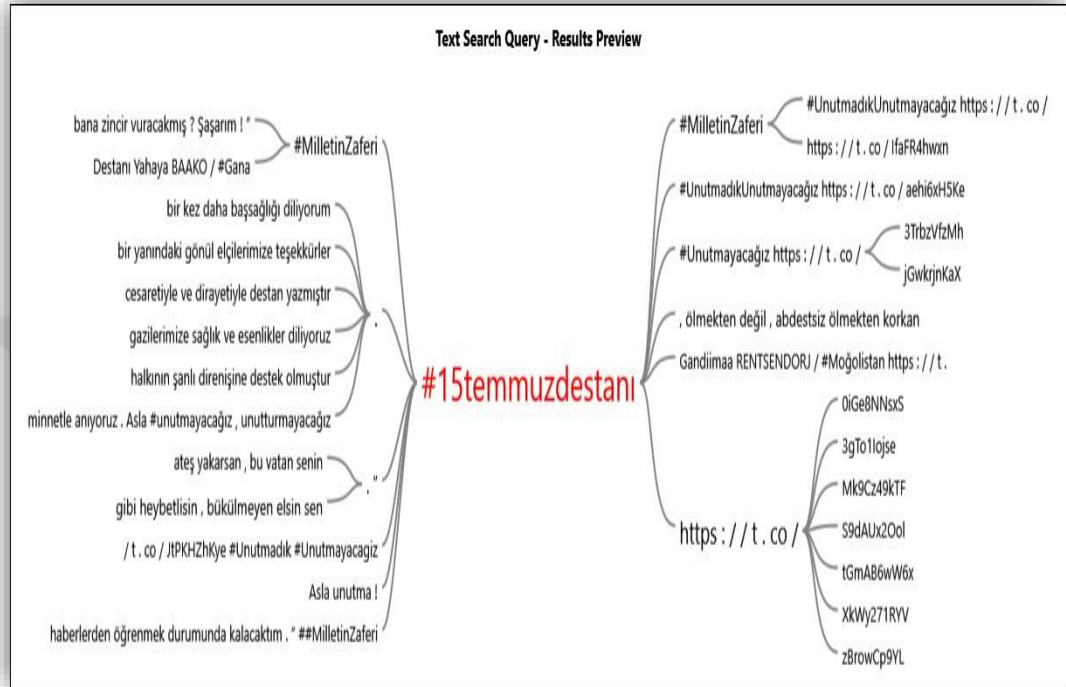 Text Search Query - Results Preview
bana zincir vuracakmış ? Şaşarım ! "
Destanı Yahaya BAAKO / #Gana
#MilletinZaferi
bir kez daha başsağlığı diliyorum
bir yanındaki gönül elçilerimize teşekkürler
cesaretiyle ve dirayetiyle destan yazmıştır
gazilerimize sağlık ve esenlikler diliyoruz
halkının şanlı direnişine destek olmuştur
minnetle anıyoruz . Asla #unutmayacağız , unutturmayacağız
.
ateş yakarsan , bu vatan senin
gibi heybetlisin , bükülmeyen elsin sen
. "
/ t . co / JtPKHZhKye #Unutmadık #Unutmayacagiz
Asla unutma !
haberlerden öğrenmek durumunda kalacaktım . " ##MilletinZaferi
#15temmuzdestanı
#MilletinZaferi
#UnutmadıkUnutmayacağız https : / / t . co /
https : / / t . co / IfaFR4hwxn
#UnutmadıkUnutmayacağız https : / / t . co / aehi6xH5Ke
#Unutmayacağız https : / / t . co /
3TrbzVfzMh
jGwkrjnKaX
, ölmekten değil , abdestsiz ölmekten korkan
Gandiimaa RENTSENDORJ / #Moğolistan https : / / t .
https : / / t . co /
0iGe8NNsxS
3gTo1Iojse
Mk9Cz49kTF
S9dAUx2Ool
tGmAB6wW6x
XkWy271RYV
zBrowCp9YL